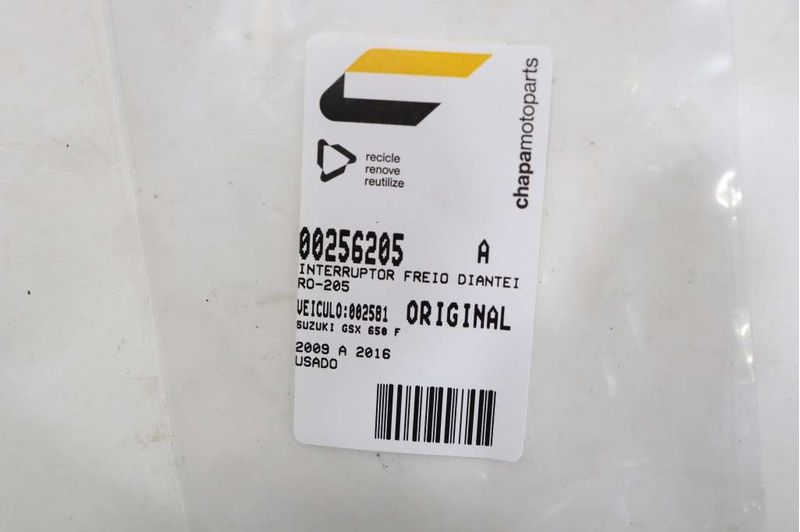 chapamotoparts
recicle
renove
reutilize
00256205 A
INTERRUPTOR FREIO DIANTEI
RO-205
VEICULO:002581 ORIGINAL
SUZUKI GSX 650 F
2009 A 2016
USADO